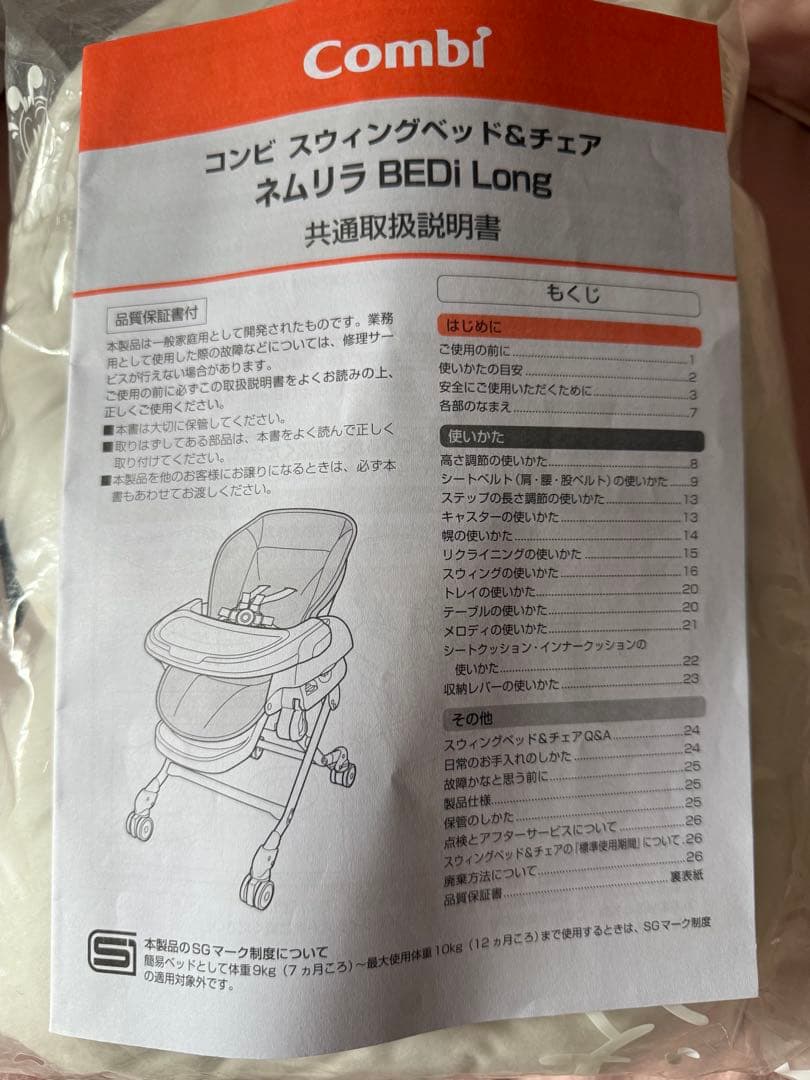 Combi
コンビ スウィングベッド&チェア
ネムリラ BEDi Long
共通取扱説明書
品質保証書付
本製品は一般家庭用として開発されたものです。業務
用として使用した際の故障などについては、修理サー
ビスが行えない場合があります。
ご使用の前に必ずこの取扱説明書をよくお読みの上、
正しくご使用ください。
■本書は大切に保管してください。
■取りはずしてある部品は、本書をよく読んで正しく
取り付けてください。
■本製品を他のお客様にお譲りになるときは、必ず本
書もあわせてお渡しください。
もくじ
はじめに
ご使用の前に 1
使いかたの目安 2
安全にご使用いただくために 3
各部のなまえ 7
使いかた
高さ調節の使いかた 8
シートベルト(肩・腰・股ベルト)の使いかた 9
ステップの長さ調節の使いかた 13
キャスターの使いかた 13
幌の使いかた 14
リクライニングの使いかた 15
スウィングの使いかた 16
トレイの使いかた 20
テーブルの使いかた 20
メロディの使いかた 21
シートクッション・インナークッションの
使いかた 22
収納レバーの使いかた 23
その他
スウィングベッド&チェアQ&A 24
日常のお手入れのしかた 24
故障かなと思う前に 25
製品仕様 25
保管のしかた 25
点検とアフターサービスについて 26
スウィングベッド&チェアの「標準使用期間」について 26
廃棄方法について 26
品質保証書 裏表紙
本製品のSGマーク制度について
簡易ベッドとして体重9kg(7ヵ月ころ)~最大使用体重10kg(12ヵ月ころ)まで使用するときは、SGマーク制度
の適用対象外です。